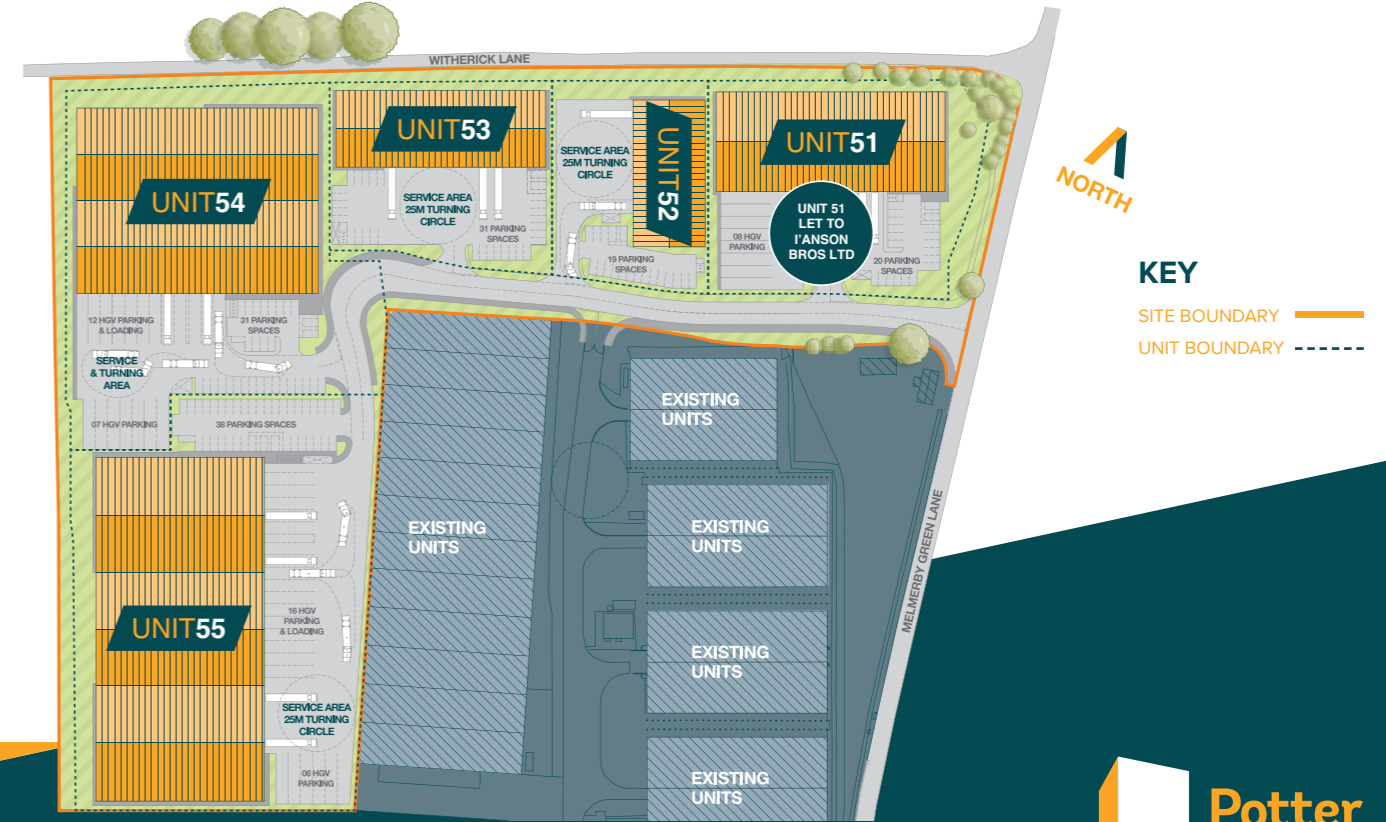 WITHERICK LANE
UNIT54
UNIT53
SERVICE AREA
25M TURNING
CIRCLE
31 PARKING
SPACES
SERVICE AREA
25M TURNING
CIRCLE
UNIT52
19 PARKING
SPACES
UNIT51
UNIT 51
LET TO
I'ANSON
BROS LTD
08 HGV
PARKING
20 PARKING
SPACES
NORTH
KEY
SITE BOUNDARY
UNIT BOUNDARY
12 HGV PARKING
& LOADING
31 PARKING
SPACES
SERVICE
& TURNING
AREA
07 HGV PARKING
38 PARKING SPACES
UNIT55
16 HGV
PARKING
& LOADING
SERVICE AREA
25M TURNING
CIRCLE
06 HGV
PARKING
EXISTING
UNITS
EXISTING
UNITS
EXISTING
UNITS
EXISTING
UNITS
EXISTING
UNITS
MELMERBY GREEN LANE
Potter